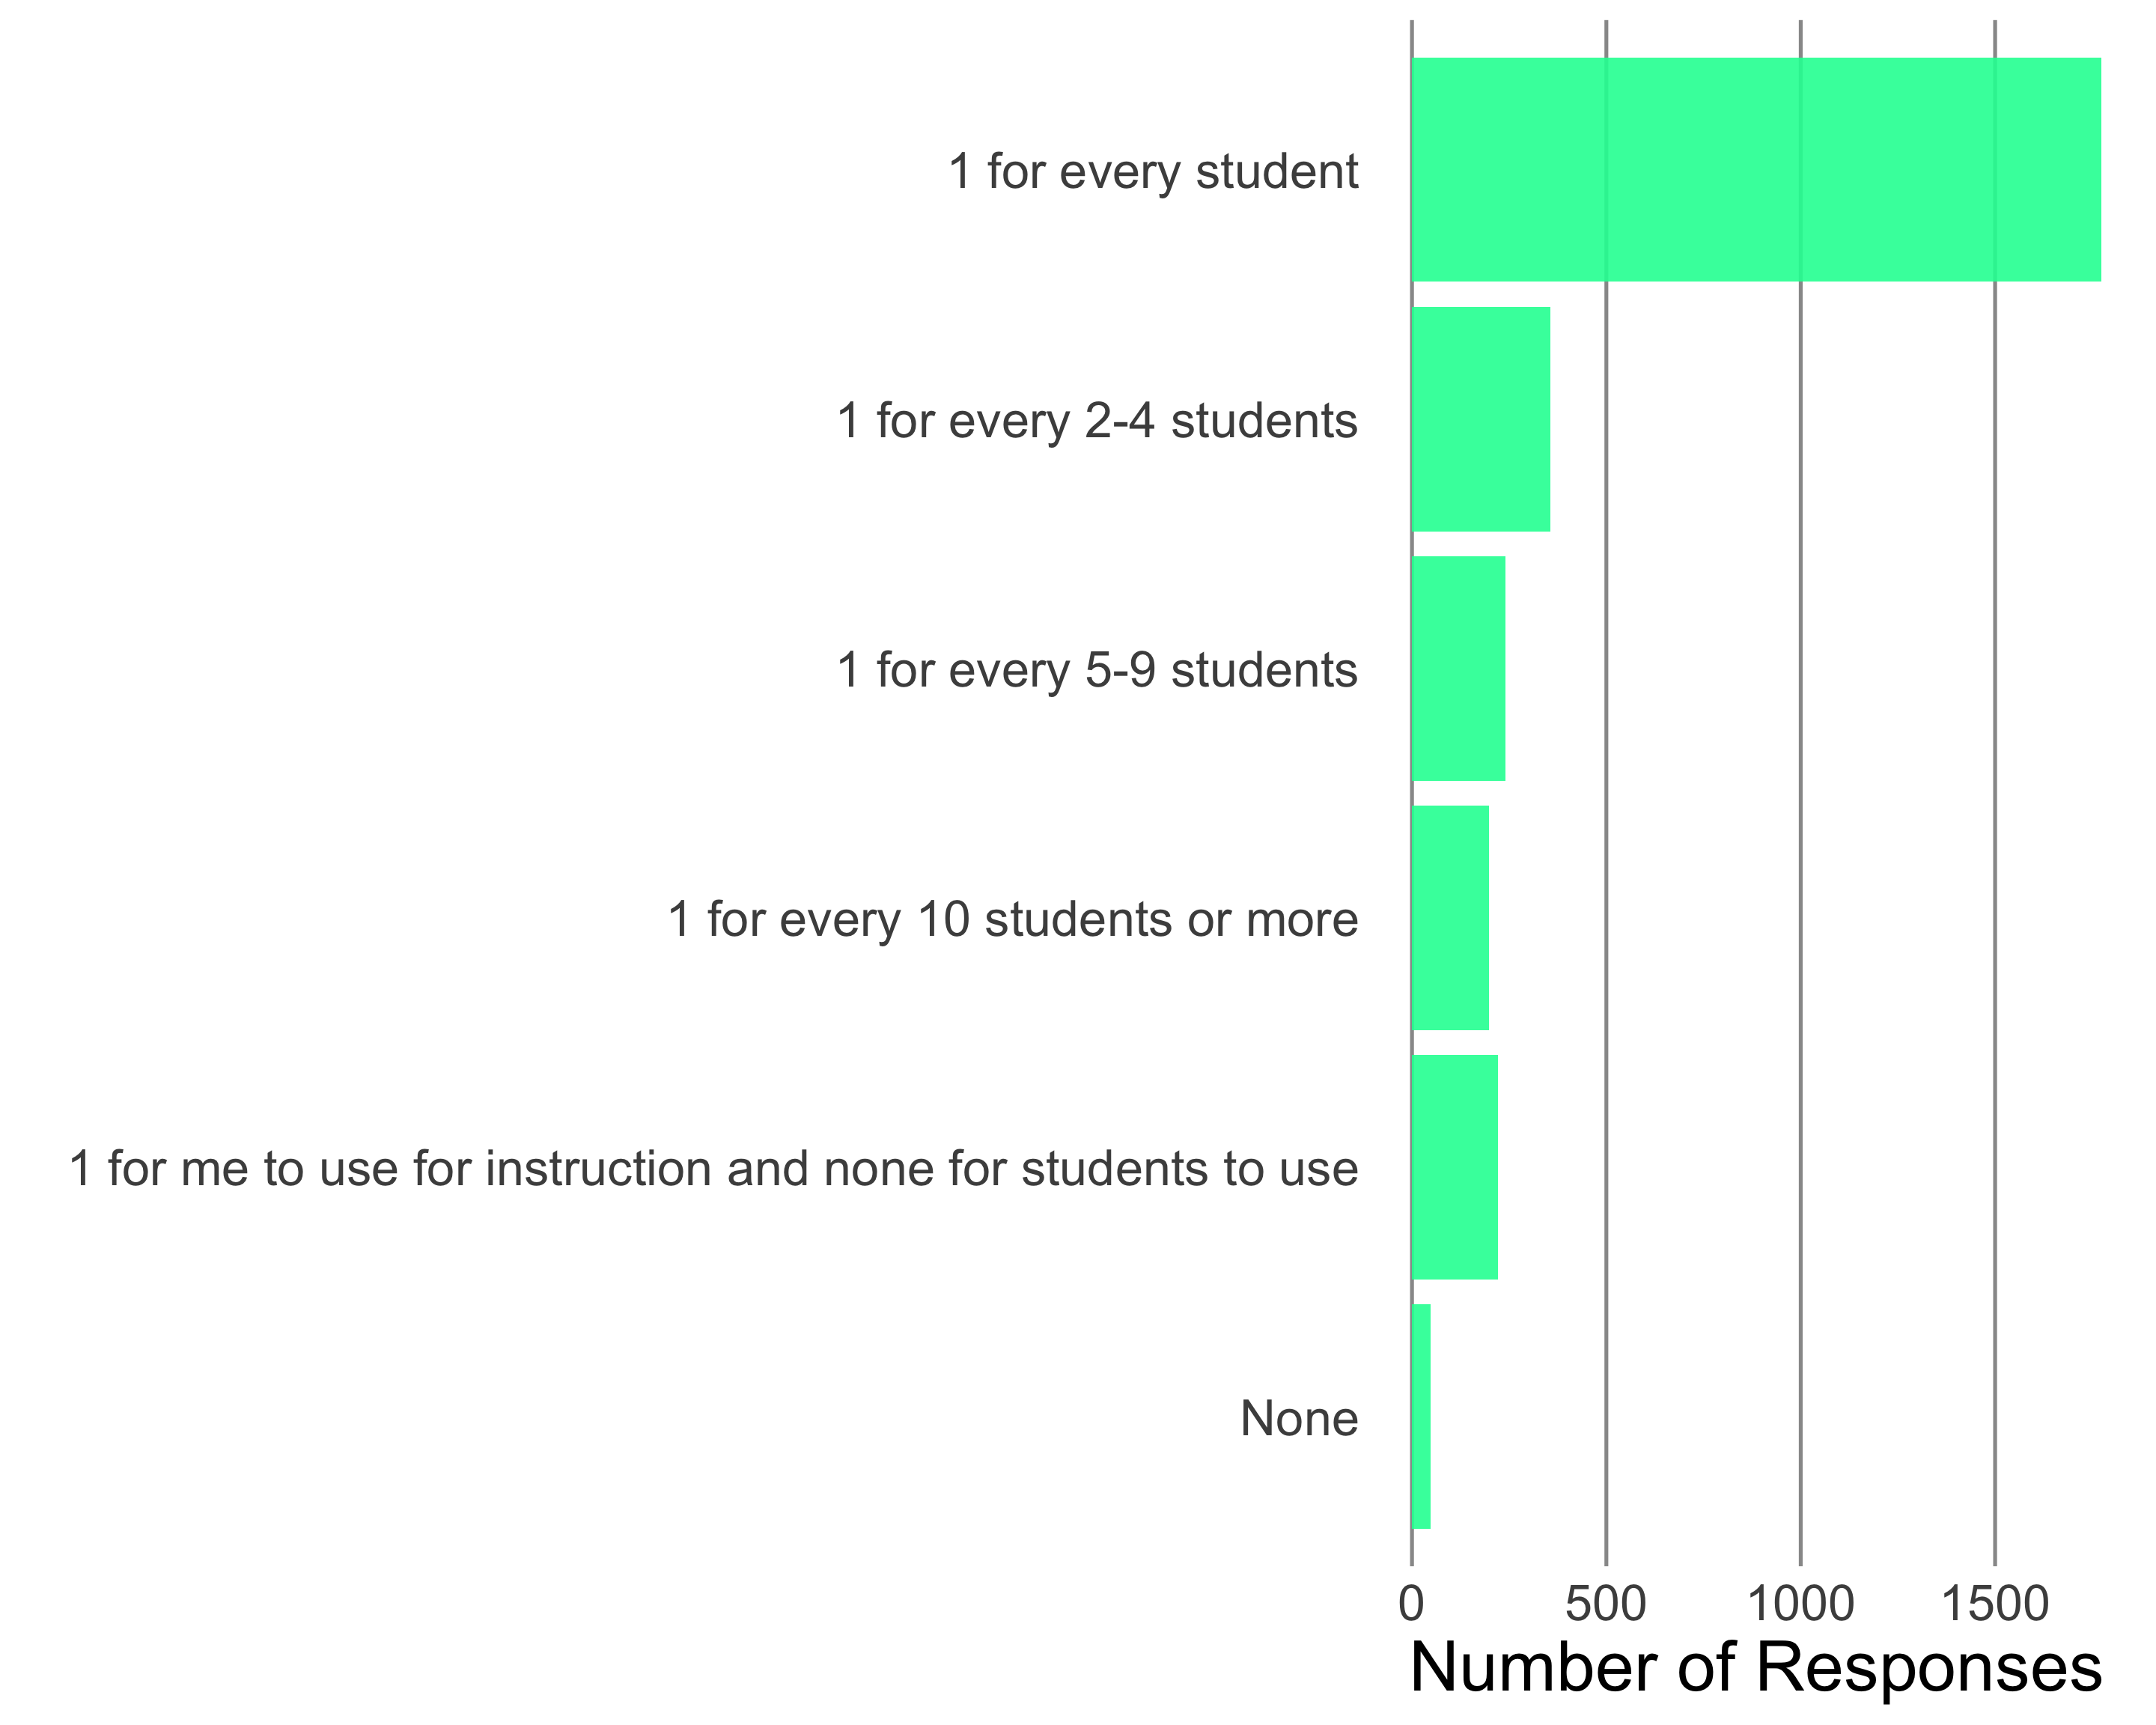 1 for every student
1 for every 2-4 students
1 for every 5-9 students
1 for every 10 students or more
1 for me to use for instruction and none for students to use
None
0 500 1000 1500
Number of Responses